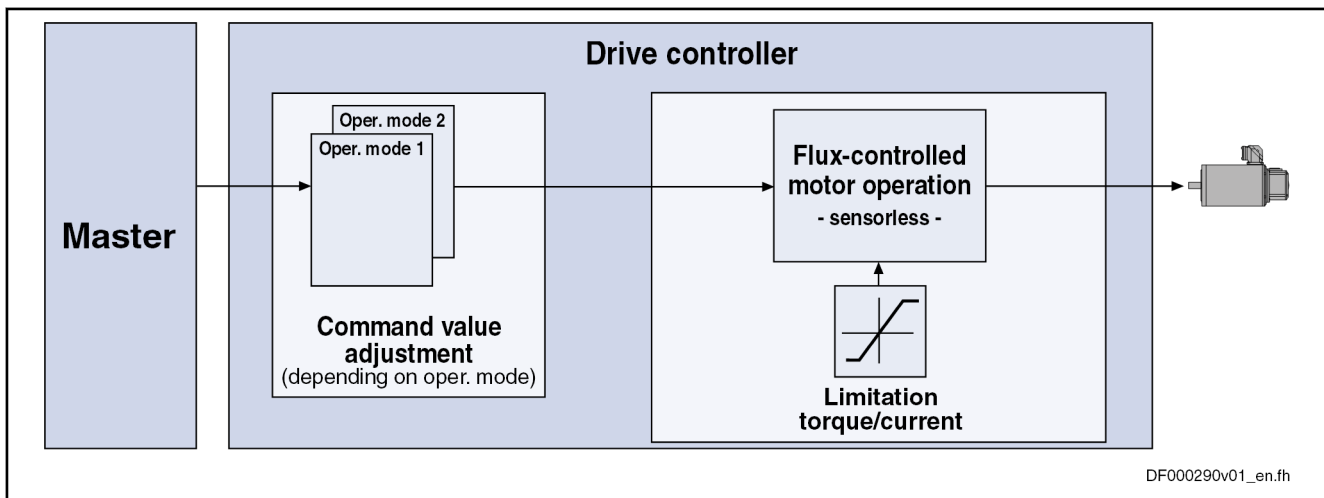 Drive controller
Master
Oper. mode 2
Oper. mode 1
Command value
adjustment
(depending on oper. mode)
Flux-controlled
motor operation
- sensorless -
Limitation
torque/current
DF000290v01_en.fh